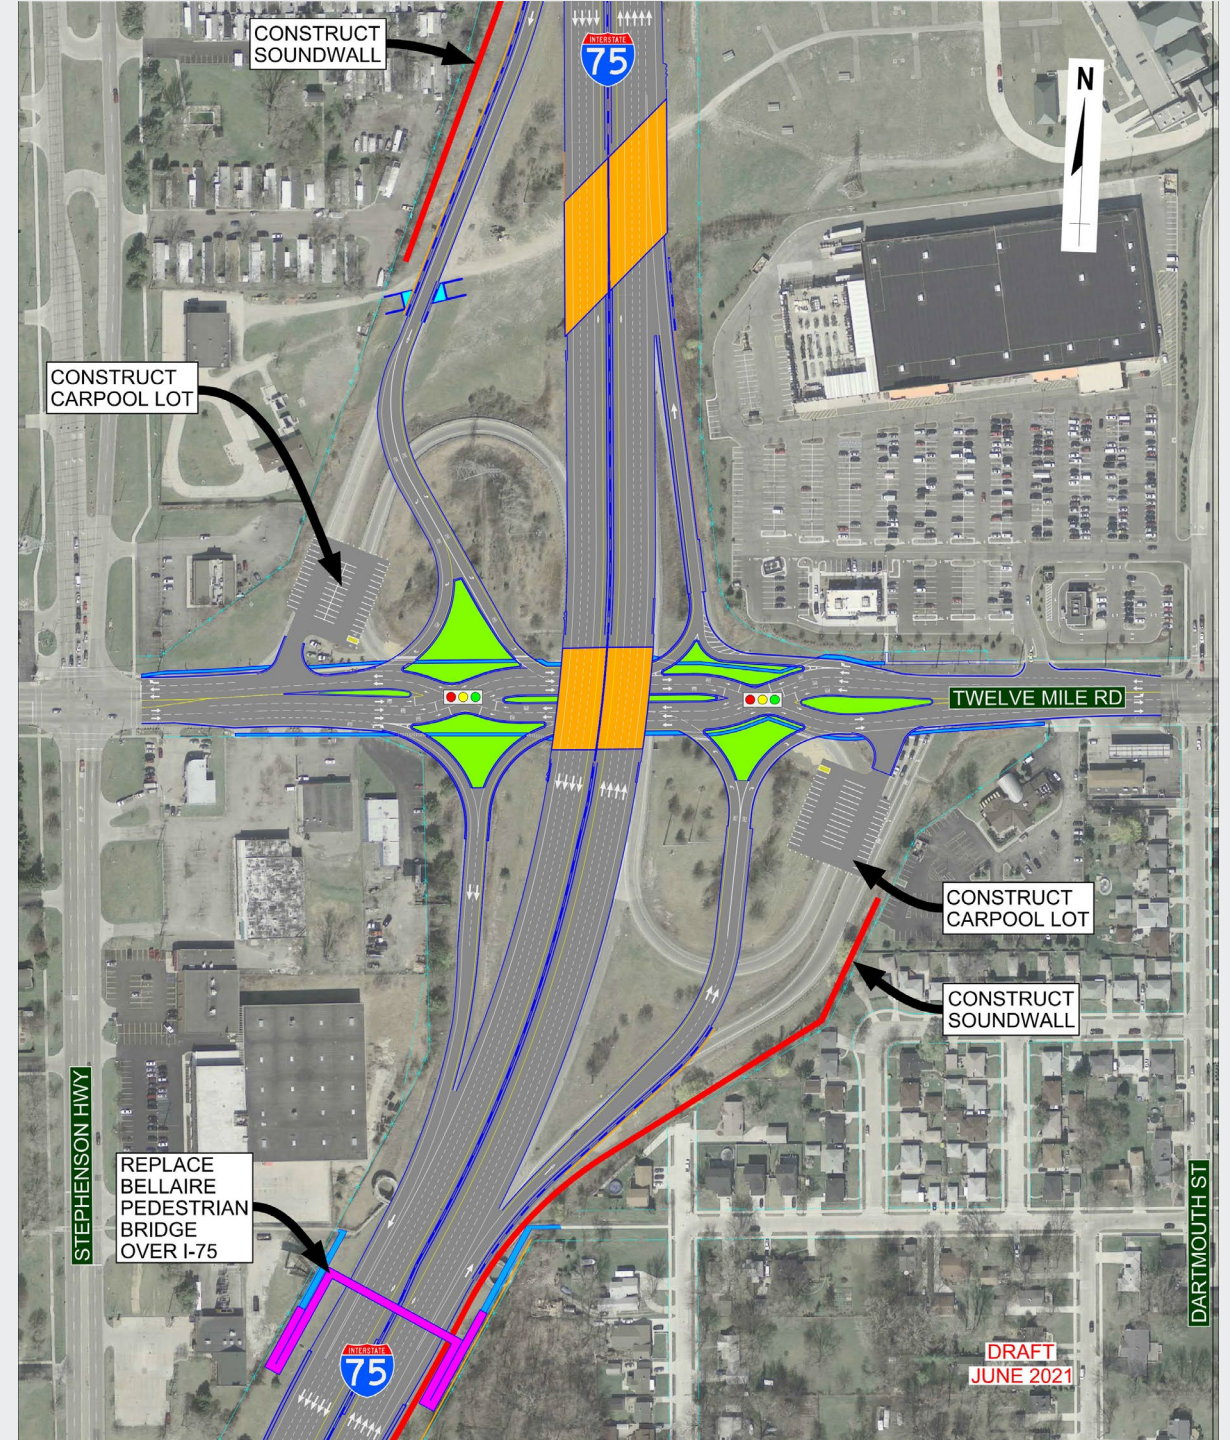 CONSTRUCT
SOUNDWALL
INTERSTATE
75
N
CONSTRUCT
CARPOOL LOT
TWELVE MILE RD
CONSTRUCT
CARPOOL LOT
CONSTRUCT
SOUNDWALL
STEPHENSON HWY
REPLACE
BELLAIRE
PEDESTRIAN
BRIDGE
OVER I-75
DARTMOUTH ST
INTERSTATE
75
DRAFT
JUNE 2021